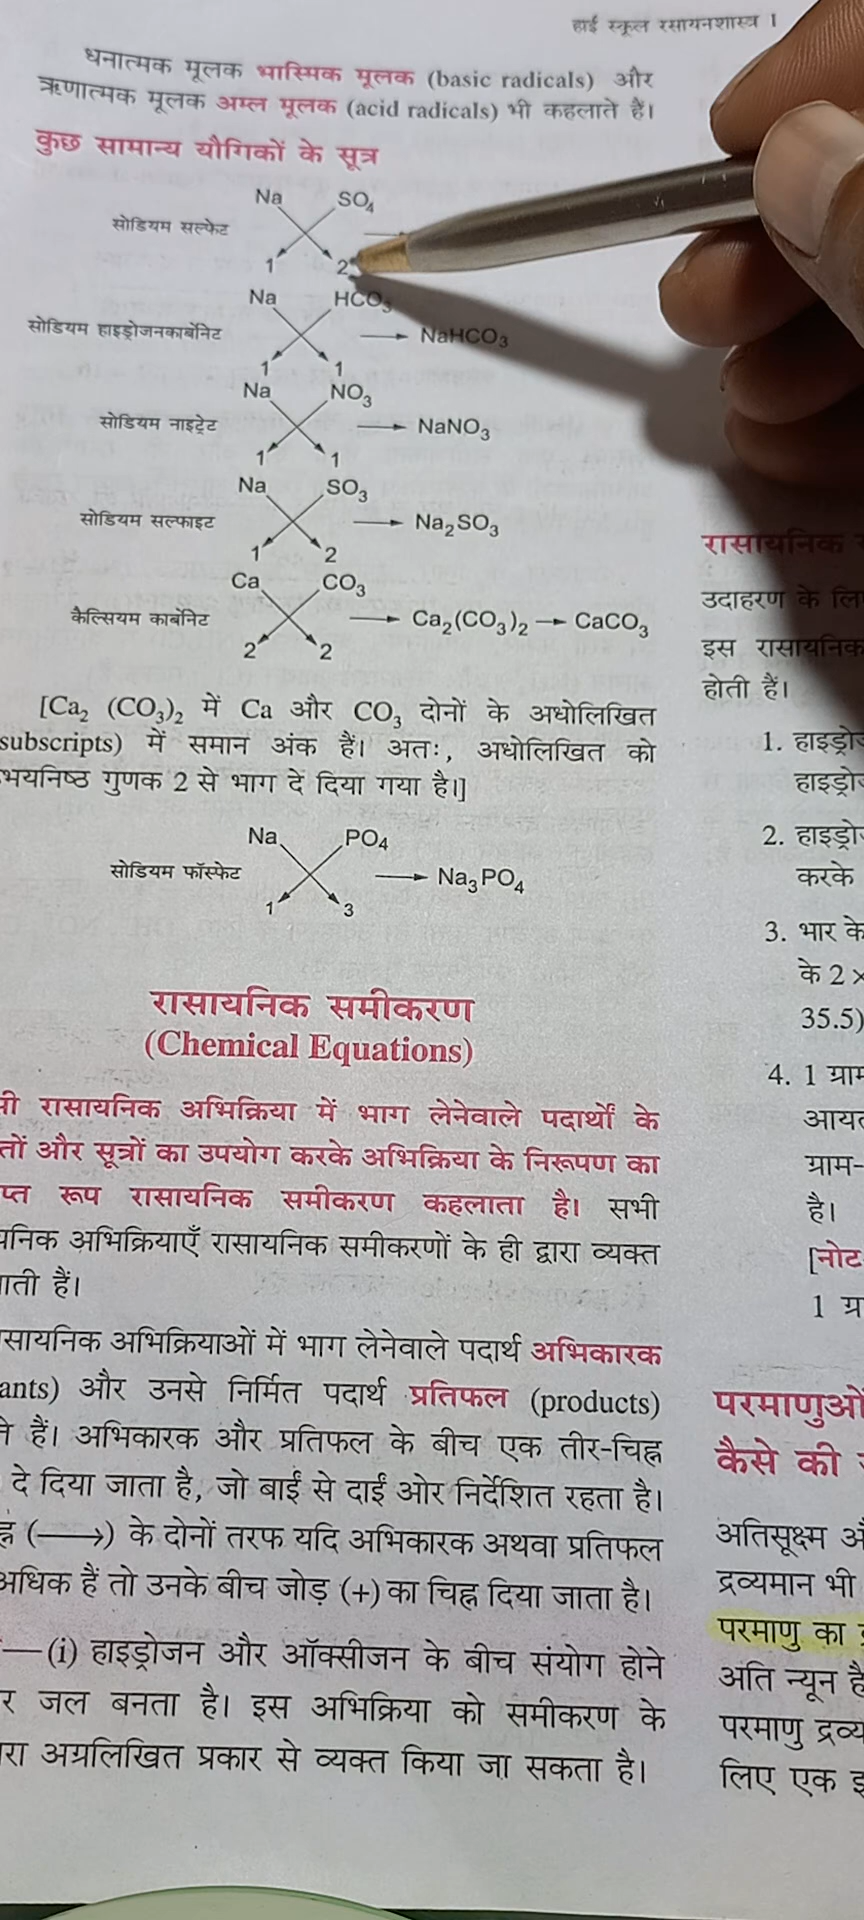 हाई स्कूल रसायनशास्त्र I
धनात्मक मूलक भास्मिक मूलक (basic radicals) और
ऋणात्मक मूलक अम्ल मूलक (acid radicals) भी कहलाते हैं।
कुछ सामान्य यौगिकों के सूत्र
Na SO₄
सोडियम सल्फेट
1 2
Na HCO₃
सोडियम हाइड्रोजनकार्बोनेट → NaHCO₃
1 1
Na NO₃
सोडियम नाइट्रेट → NaNO₃
1 1
Na SO₃
सोडियम सल्फाइट → Na₂SO₃
1 2
Ca CO₃
कैल्सियम कार्बोनेट → Ca₂(CO₃)₂ → CaCO₃
2 2
[Ca₂ (CO₃)₂ में Ca और CO₃ दोनों के अधोलिखित
subscripts) में समान अंक हैं। अतः, अधोलिखित को
भयनिष्ठ गुणक 2 से भाग दे दिया गया है।]
Na PO₄
सोडियम फॉस्फेट → Na₃PO₄
1 3
रासायनिक समीकरण
(Chemical Equations)
रासायनिक अभिक्रिया में भाग लेनेवाले पदार्थों के
और सूत्रों का उपयोग करके अभिक्रिया के निरूपण का
प्त रूप रासायनिक समीकरण कहलाता है। सभी
अभिक्रियाएँ रासायनिक समीकरणों के ही द्वारा व्यक्त
हैं।
सायनिक अभिक्रियाओं में भाग लेनेवाले पदार्थ अभिकारक
ants) और उनसे निर्मित पदार्थ प्रतिफल (products)
हैं। अभिकारक और प्रतिफल के बीच एक तीर-चिह्न
दे दिया जाता है, जो बाईं से दाईं ओर निर्देशित रहता है।
(⟶) के दोनों तरफ यदि अभिकारक अथवा प्रतिफल
अधिक हैं तो उनके बीच जोड़ (+) का चिह्न दिया जाता है।
—(i) हाइड्रोजन और ऑक्सीजन के बीच संयोग होने
र जल बनता है। इस अभिक्रिया को समीकरण के
रा अग्रलिखित प्रकार से व्यक्त किया जा सकता है।
रासायनिक
उदाहरण के
इस रासायनिक
होती हैं।
1. हाइड्रो
हाइड्रो
2. हाइड्रो
करके
3. भार के
के 2 ×
35.5)
4. 1 ग्राम
ग्राम-
है।
[नोट
1
परमाणुओं
कैसे की
अतिसूक्ष्म
द्रव्यमान भी
परमाणु का
अति न्यून है
परमाणु
लिए एक